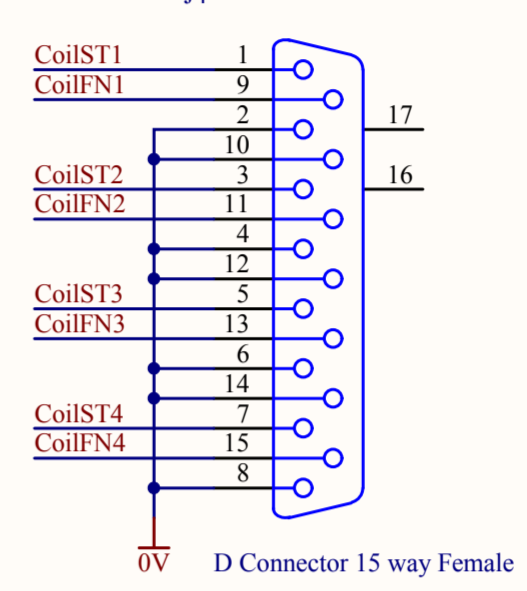 CoilST1 1
CoilFN1 9
2 17
10
CoilST2 3 16
CoilFN2 11
4
12
CoilST3 5
CoilFN3 13
6
14
CoilST4 7
CoilFN4 15
8
0V D Connector 15 way Female